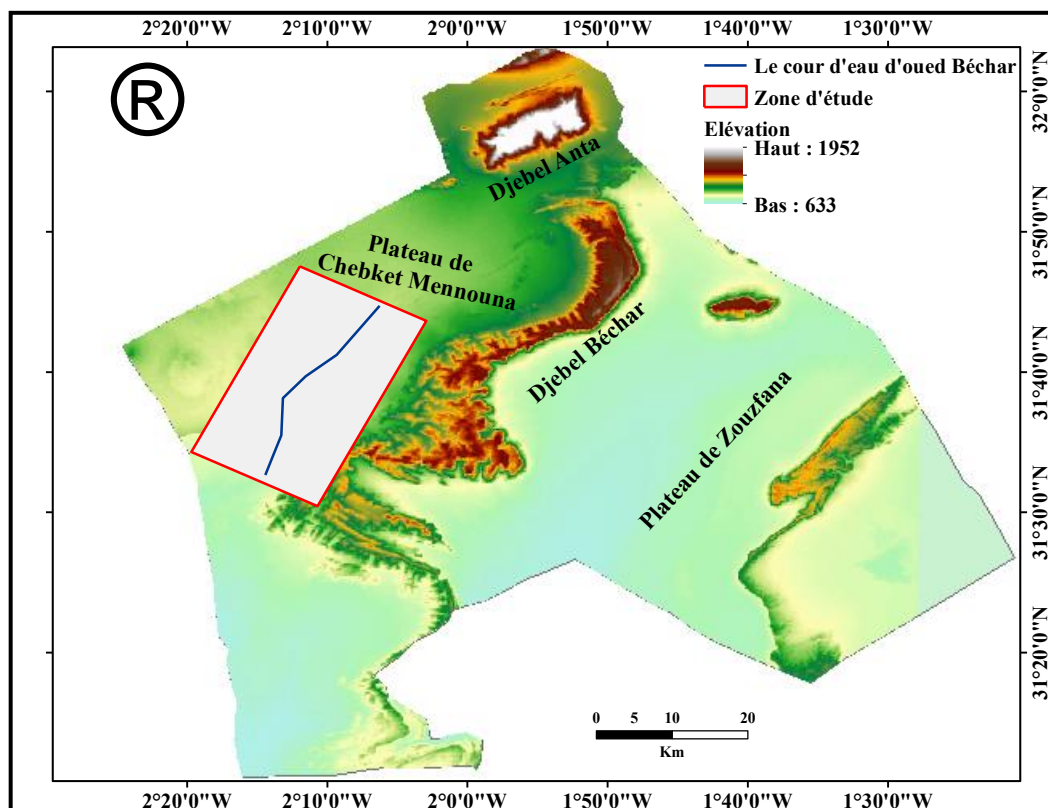 2°20'0"W 2°10'0"W 2°0'0"W 1°50'0"W 1°40'0"W 1°30'0"W
®
Le cour d'eau d'oued Béchar
Zone d'étude
Elévation
Haut : 1952
Bas : 633
32°0'0"N
31°50'0"N
31°40'0"N
31°30'0"N
31°20'0"N
Djebel Anta
Plateau de
Chebket Mennouna
Djebel Béchar
Plateau de Zouzfana
0 5 10 20
Km
2°20'0"W 2°10'0"W 2°0'0"W 1°50'0"W 1°40'0"W 1°30'0"W